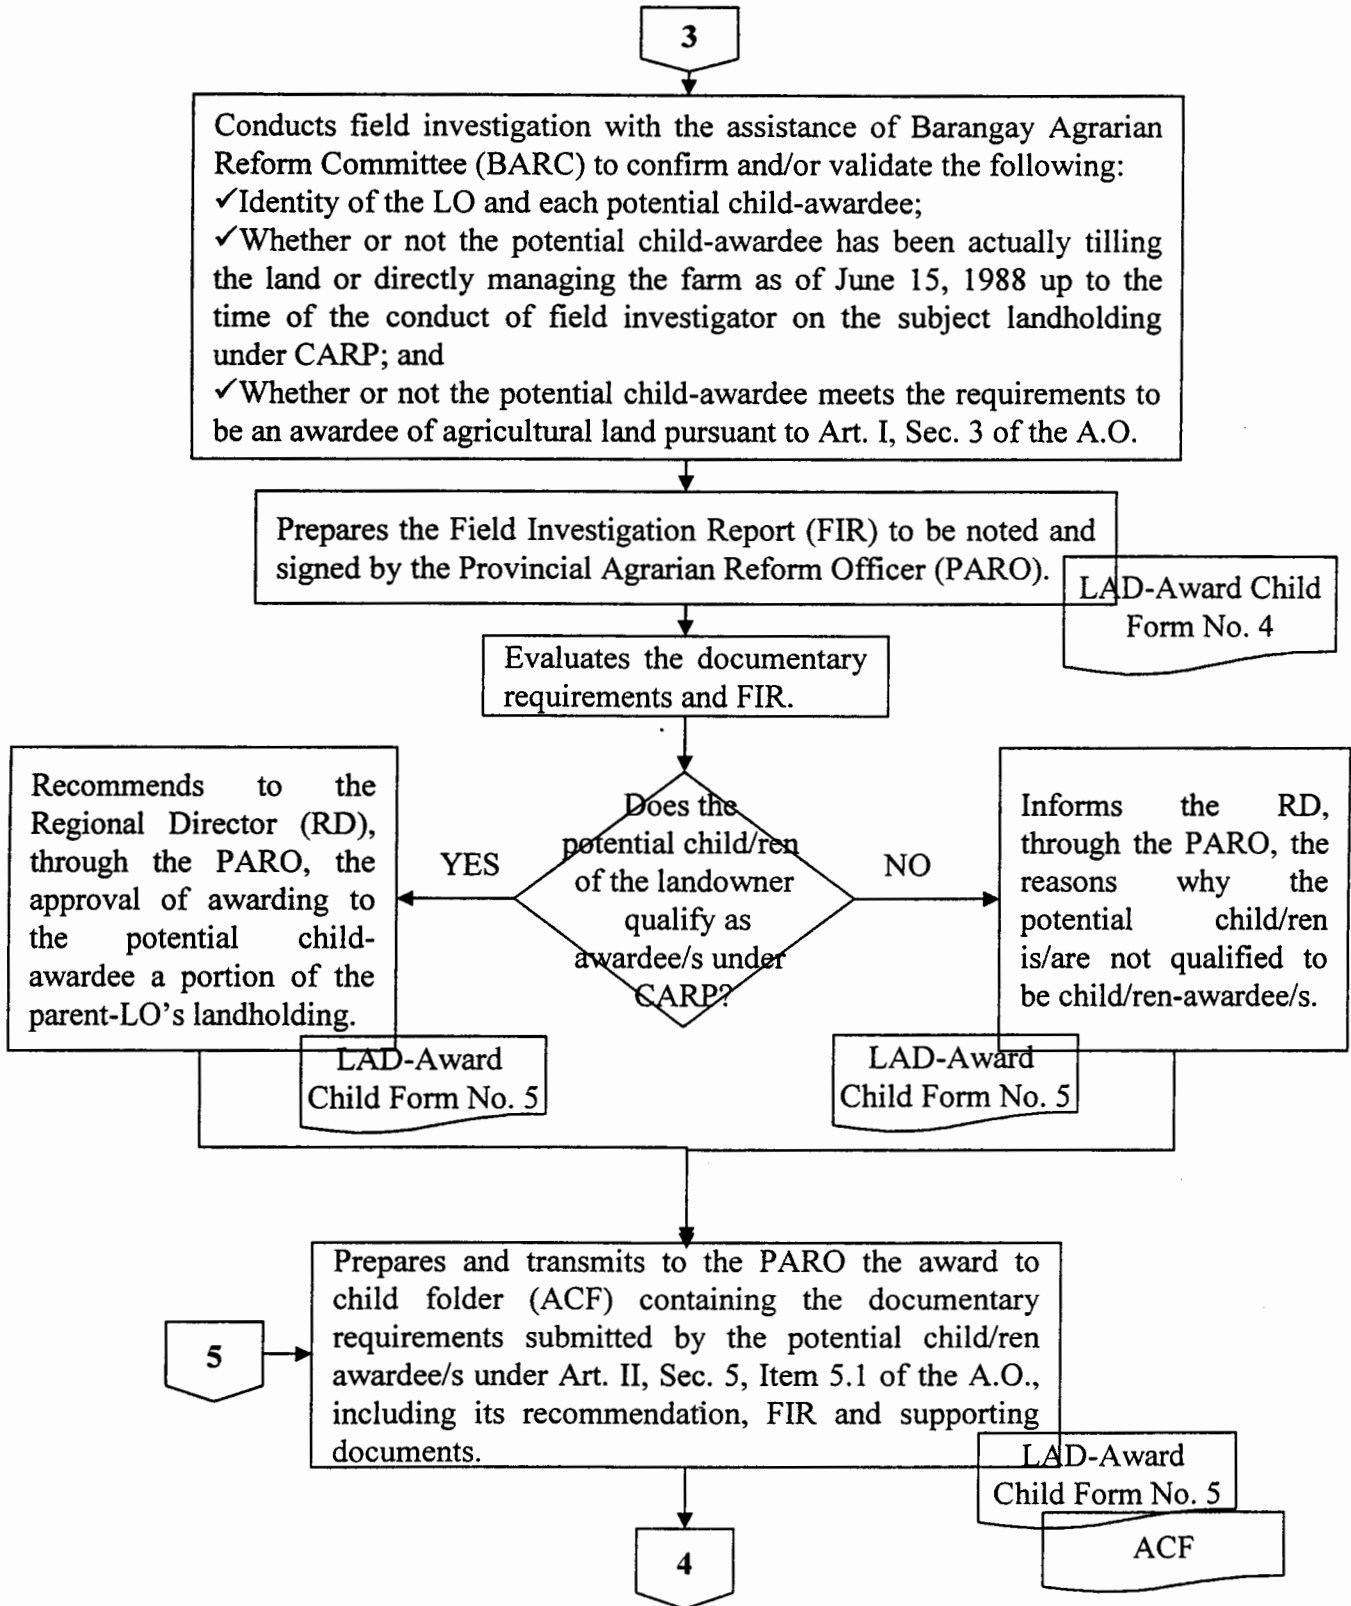 3
Conducts field investigation with the assistance of Barangay Agrarian
Reform Committee (BARC) to confirm and/or validate the following:
✓Identity of the LO and each potential child-awardee;
✓Whether or not the potential child-awardee has been actually tilling
the land or directly managing the farm as of June 15, 1988 up to the
time of the conduct of field investigator on the subject landholding
under CARP; and
✓Whether or not the potential child-awardee meets the requirements to
be an awardee of agricultural land pursuant to Art. I, Sec. 3 of the A.O.
Prepares the Field Investigation Report (FIR) to be noted and
signed by the Provincial Agrarian Reform Officer (PARO).
LAD-Award Child
Form No. 4
Evaluates the documentary
requirements and FIR.
Recommends to the
Regional Director (RD),
through the PARO, the
approval of awarding to
the potential child-
awardee a portion of the
parent-LO's landholding.
LAD-Award
Child Form No. 5
YES
Does the
potential child/ren
of the landowner
qualify as
awardee/s under
CARP?
NO
Informs the RD,
through the PARO, the
reasons why the
potential child/ren
is/are not qualified to
be child/ren-awardee/s.
LAD-Award
Child Form No. 5
5
Prepares and transmits to the PARO the award to
child folder (ACF) containing the documentary
requirements submitted by the potential child/ren
awardee/s under Art. II, Sec. 5, Item 5.1 of the A.O.,
including its recommendation, FIR and supporting
documents.
LAD-Award
Child Form No. 5
ACF
4